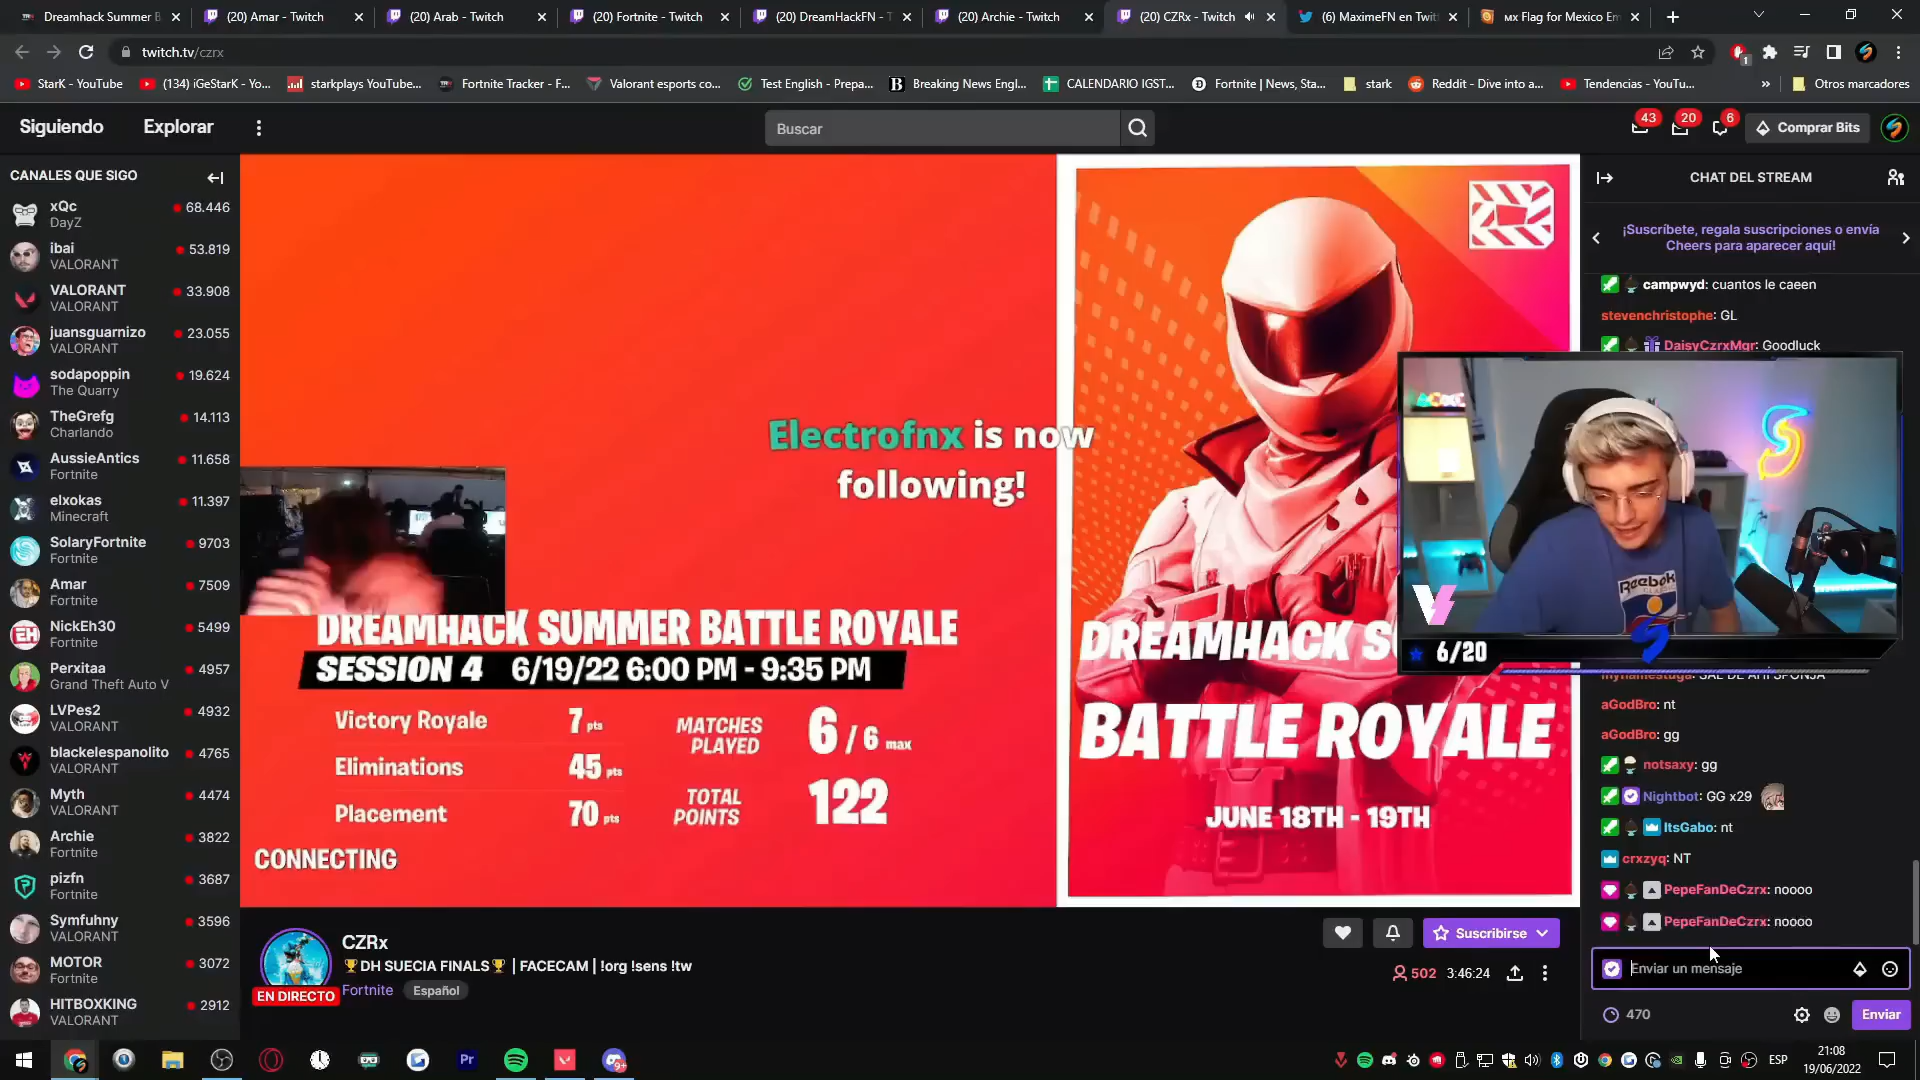 Dreamhack Summer B
(20) Amar - Twitch
(20) Arab - Twitch
(20) Fortnite - Twitch
(20) DreamHackFN - T
(20) Archie - Twitch
(20) CZRx - Twitch
(6) MaximeFN en Twit
MX Flag for Mexico Em
twitch.tv/czrx
1
StarK - YouTube
(134) iGeStarK - Yo...
starkplays YouTube...
Fortnite Tracker - F...
Valorant esports co...
Test English - Prepa...
Breaking News Engl...
CALENDARIO IGST...
Fortnite | News, Sta...
stark
Reddit - Dive into a...
Tendencias - YouTu...
»
Otros marcadores
Siguiendo
Explorar
Buscar
43
20
6
Comprar Bits
CANALES QUE SIGO
xQc
68.446
DayZ
ibai
53.819
VALORANT
VALORANT
33.908
VALORANT
juansguarnizo
23.055
VALORANT
sodapoppin
19.624
The Quarry
TheGrefg
14.113
Charlando
AussieAntics
11.658
Fortnite
elxokas
11.397
Minecraft
SolaryFortnite
9703
Fortnite
Amar
7509
Fortnite
NickEh30
5499
Fortnite
Perxitaa
4957
Grand Theft Auto V
LVPes2
4932
VALORANT
blackelespanolito
4765
VALORANT
Myth
4474
VALORANT
Archie
3822
Fortnite
pizfn
3687
Fortnite
Symfuhny
3596
VALORANT
MOTOR
3072
Fortnite
HITBOXKING
2912
VALORANT
Electrofnx is now
following!
DREAMHACK SUMMER BATTLE ROYALE
SESSION 4 6/19/22 6:00 PM - 9:35 PM
Victory Royale
7 pts
MATCHES
PLAYED
6 / 6 max
Eliminations
45 pts
Placement
70 pts
TOTAL
POINTS
122
CONNECTING
DREAMHACK S
BATTLE ROYALE
JUNE 18TH - 19TH
Reebok
CLASSIC
6/20
CZRx
🏆DH SUECIA FINALS🏆 | FACECAM | !org !sens !tw
EN DIRECTO
Fortnite
Español
Suscribirse
502
3:46:24
CHAT DEL STREAM
¡Suscríbete, regala suscripciones o envía
Cheers para aparecer aquí!
campwyd: cuantos le caeen
stevenchristophe: GL
DaisyCzrxMgr: Goodluck
aGodBro: nt
aGodBro: gg
notsaxy: gg
Nightbot: GG x29
ItsGabo: nt
crxzyq: NT
PepeFanDeCzrx: noooo
PepeFanDeCzrx: noooo
Enviar un mensaje
470
Enviar
Pr
9+
ESP
21:08
19/06/2022